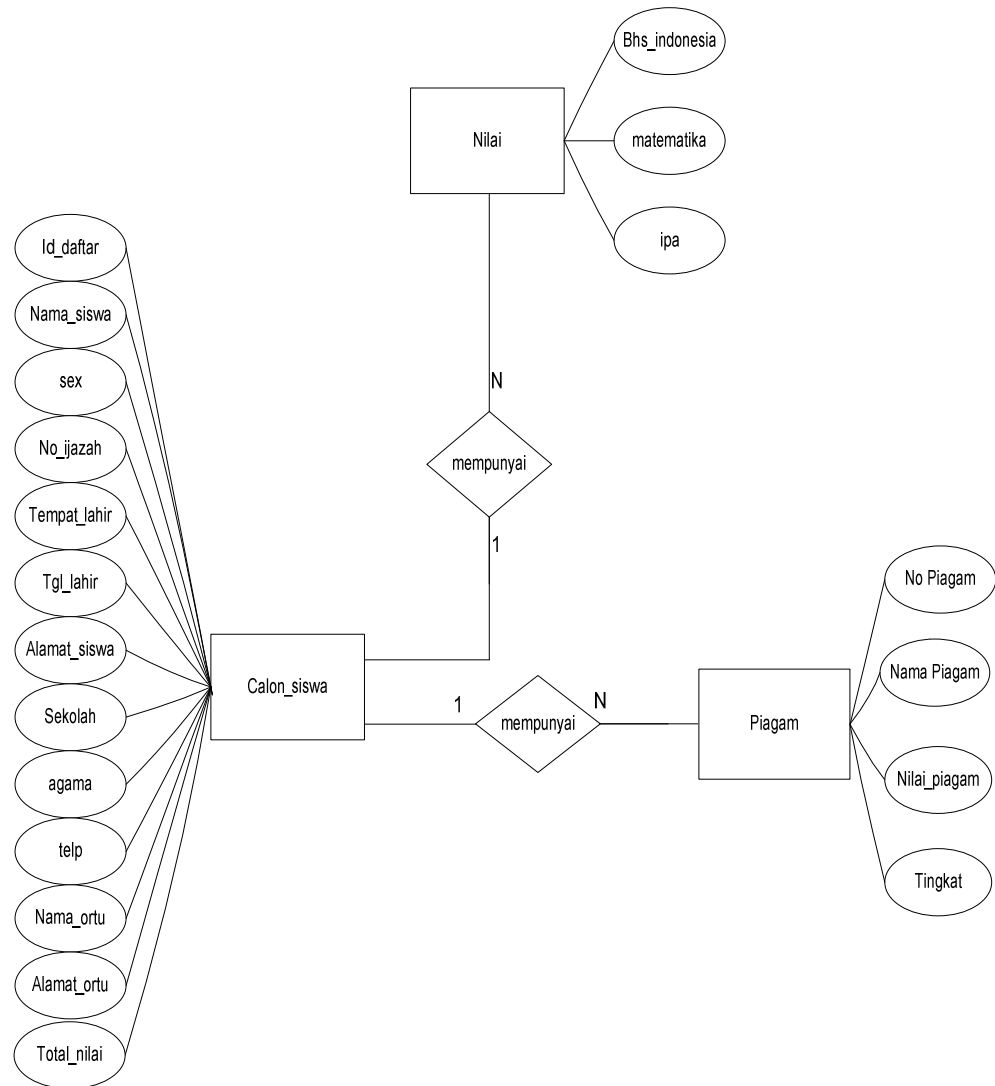 Bhs_indonesia
Nilai
matematika
ipa
Id_daftar
Nama_siswa
sex
N
No_ijazah
mempunyai
Tempat_lahir
1
Tgl_lahir
No Piagam
Alamat_siswa
Nama Piagam
Calon_siswa
Sekolah
1
mempunyai
N
Piagam
agama
Nilai_piagam
telp
Tingkat
Nama_ortu
Alamat_ortu
Total_nilai